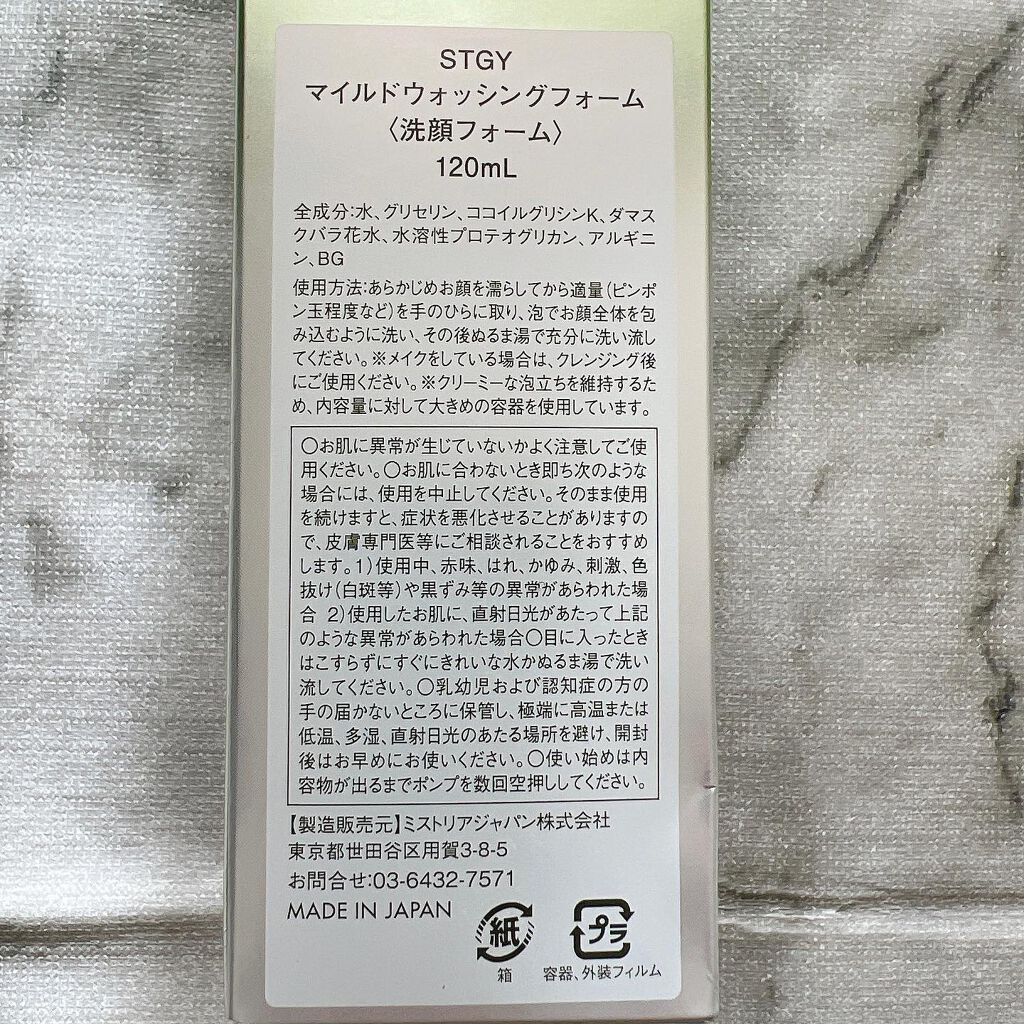 STGY
マイルドウォッシングフォーム
〈洗顔フォーム〉
120mL
全成分:水、グリセリン、ココイルグリシンK、ダマス
クバラ花水、水溶性プロテオグリカン、アルギニ
ン、BG
使用方法:あらかじめお顔を濡らしてから適量(ピンポ
ン玉程度など)を手のひらに取り、泡でお顔全体を包
み込むように洗い、その後ぬるま湯で充分に洗い流し
てください。※メイクをしている場合は、クレンジング後
にご使用ください。※クリーミーな泡立ちを維持するた
め、内容量に対して大きめの容器を使用しています。
〇お肌に異常が生じていないかよく注意してご使
用ください。〇お肌に合わないとき即ち次のような
場合には、使用を中止してください。そのまま使用
を続けますと、症状を悪化させることがありますの
で、皮膚専門医等にご相談されることをおすすめ
します。1)使用中、赤味、はれ、かゆみ、刺激、色
抜け(白斑等)や黒ずみ等の異常があらわれた場
合 2)使用したお肌に、直射日光があたって上記
のような異常があらわれた場合〇目に入ったとき
はこすらずにすぐにきれいな水かぬるま湯で洗い
流してください。〇乳幼児および認知症の方の
手の届かないところに保管し、極端に高温または
低温、多湿、直射日光のあたる場所を避け、開封
後はお早めにお使いください。〇使い始めは内
容物が出るまでポンプを数回空押ししてください。
【製造販売元】ミストリアジャパン株式会社
東京都世田谷区用賀3-8-5
お問合せ:03-6432-7571
MADE IN JAPAN
紙
プラ
箱
容器、外装フィルム